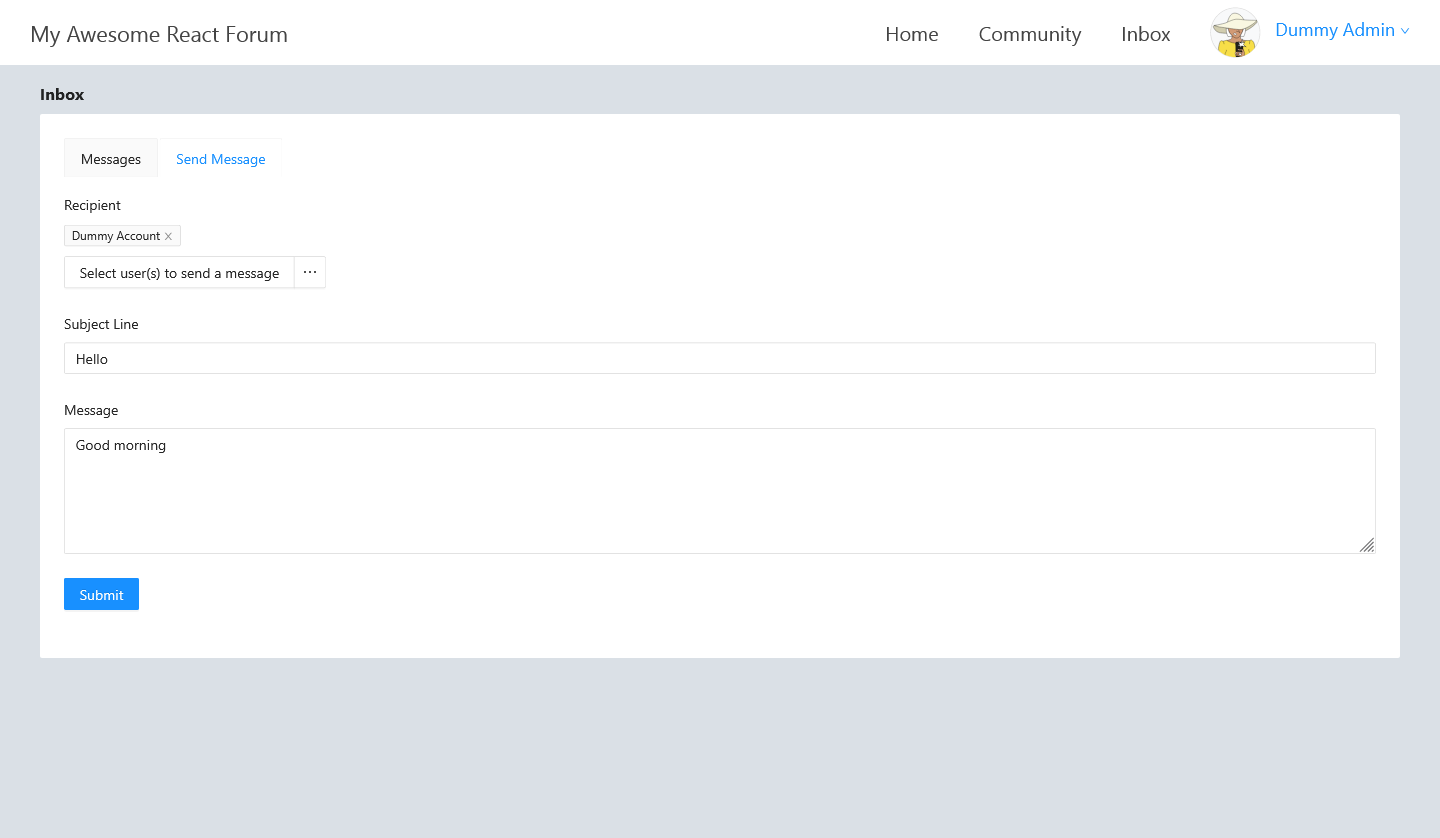 My Awesome React Forum
Home Community Inbox Dummy Admin
Inbox
Messages Send Message
Recipient
Dummy Account
Select user(s) to send a message ···
Subject Line
Hello
Message
Good morning
Submit